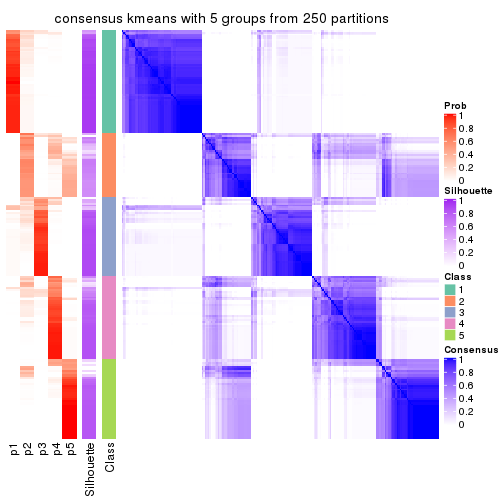 consensus kmeans with 5 groups from 250 partitions
p1
p2
p3
p4
p5
Silhouette
Class
Prob
1
0.8
0.6
0.4
0.2
0
Silhouette
1
0.8
0.6
0.4
0.2
0
Class
1
2
3
4
5
Consensus
1
0.8
0.6
0.4
0.2
0